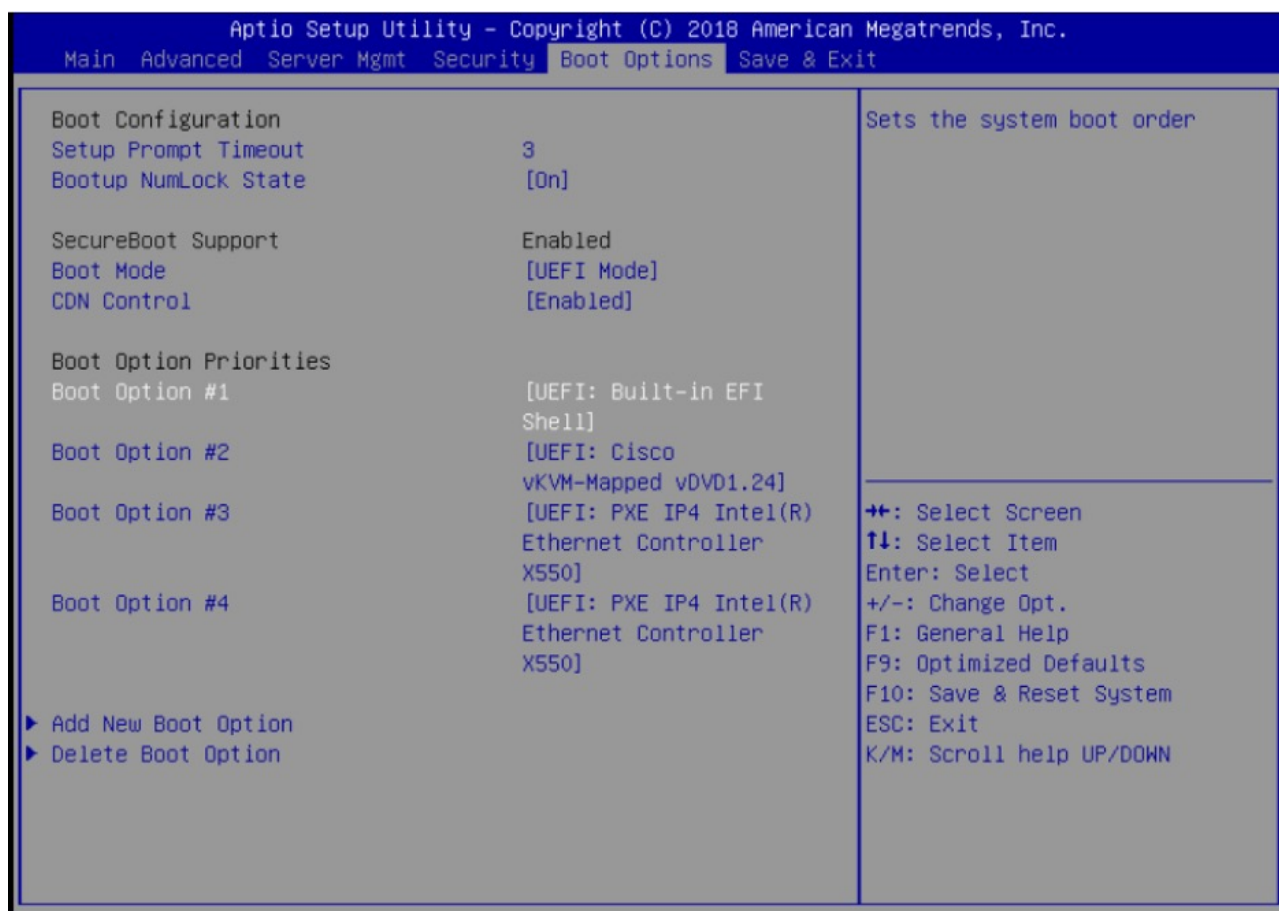 Aptio Setup Utility - Copyright (C) 2018 American Megatrends, Inc.
Main Advanced Server Mgmt Security Boot Options Save & Exit
Boot Configuration
Setup Prompt Timeout 3
Bootup NumLock State [On]
SecureBoot Support Enabled
Boot Mode [UEFI Mode]
CDN Control [Enabled]
Boot Option Priorities
Boot Option #1 [UEFI: Built-in EFI
Shell]
Boot Option #2 [UEFI: Cisco
vKVM-Mapped vDVD1.24]
Boot Option #3 [UEFI: PXE IP4 Intel(R)
Ethernet Controller
X550]
Boot Option #4 [UEFI: PXE IP4 Intel(R)
Ethernet Controller
X550]
Add New Boot Option
Delete Boot Option
Sets the system boot order
→←: Select Screen
↑↓: Select Item
Enter: Select
+/-: Change Opt.
F1: General Help
F9: Optimized Defaults
F10: Save & Reset System
ESC: Exit
K/M: Scroll help UP/DOWN